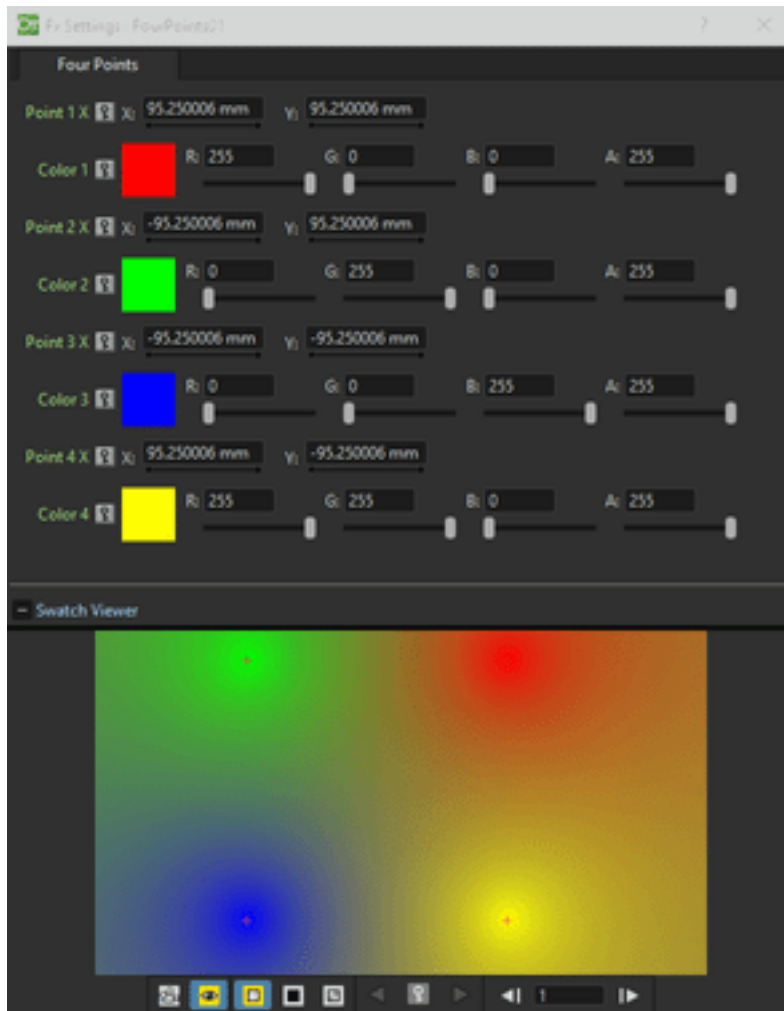 Fx Settings : FourPoints21
Four Points
Point 1 X X: 95.250006 mm Y: 95.250006 mm
Color 1 R: 255 G: 0 B: 0 A: 255
Point 2 X X: -95.250006 mm Y: 95.250006 mm
Color 2 R: 0 G: 255 B: 0 A: 255
Point 3 X X: -95.250006 mm Y: -95.250006 mm
Color 3 R: 0 G: 0 B: 255 A: 255
Point 4 X X: 95.250006 mm Y: -95.250006 mm
Color 4 R: 255 G: 255 B: 0 A: 255
Swatch Viewer
1